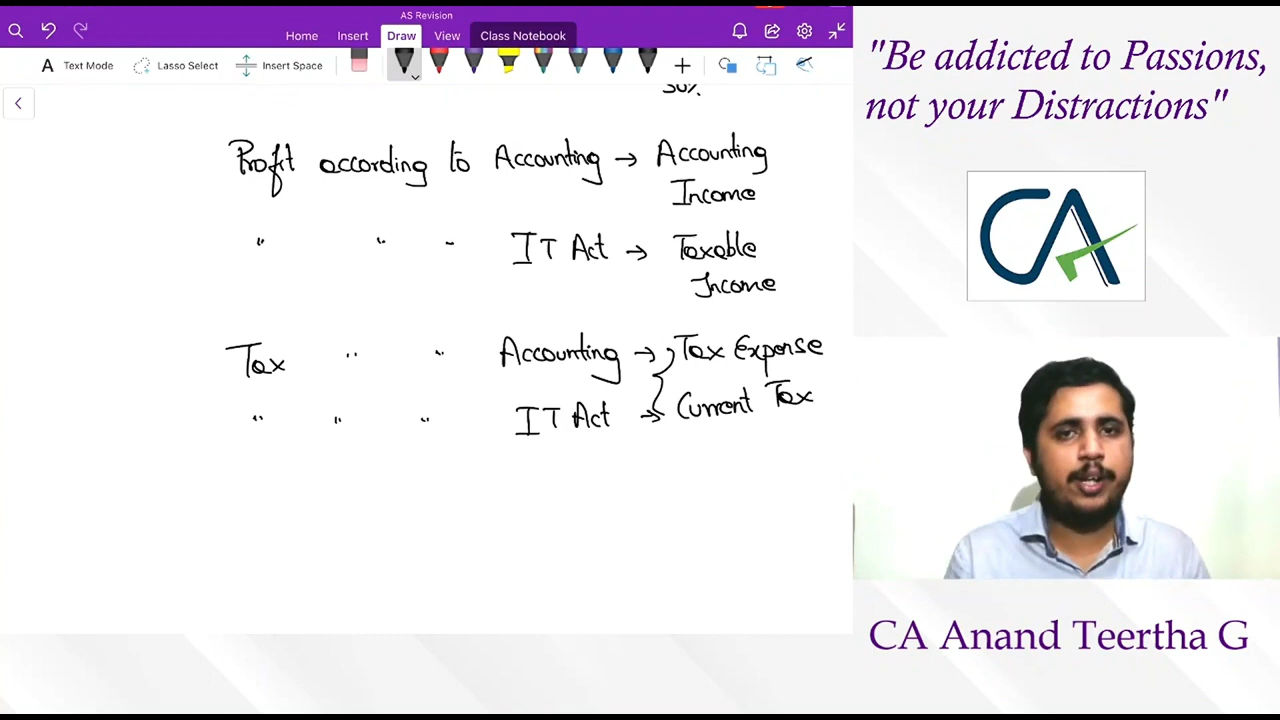 AS Revision
Home Insert Draw View Class Notebook
A Text Mode Lasso Select Insert Space
30%
Profit according to Accounting → Accounting
Income
" " " IT Act → Taxable
Income
Tax " " Accounting → Tax Expense
" " " IT Act → Current Tax
"Be addicted to Passions,
not your Distractions"
CA
CA Anand Teertha G